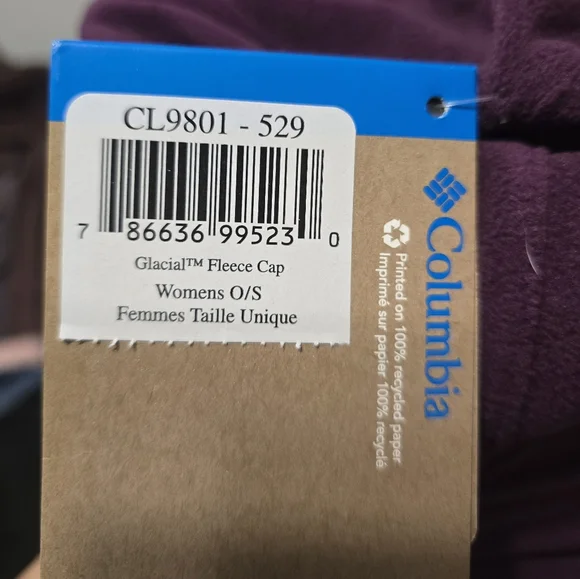 CL9801 - 529
7 86636 99523 0
Glacial™ Fleece Cap
Womens O/S
Femmes Taille Unique
Columbia
Printed on 100% recycled paper
Imprimé sur papier 100% recyclé